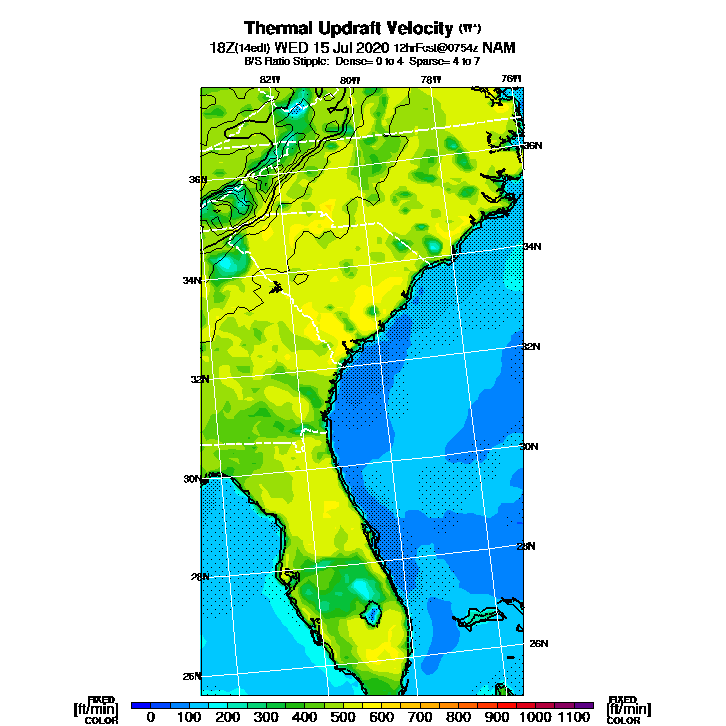 Thermal Updraft Velocity (W*)
18Z(14edt) WED 15 Jul 2020 12hrFcst@0754z NAM
B/S Ratio Stipple: Dense= 0 to 4 Sparse= 4 to 7
82W 80W 78W 76W
36N
36N
34N
34N
32N
32N
30N
30N
28N
28N
26N
26N
FIXED FIXED
[ft/min] [ft/min]
COLOR COLOR
0 100 200 300 400 500 600 700 800 900 1000 1100